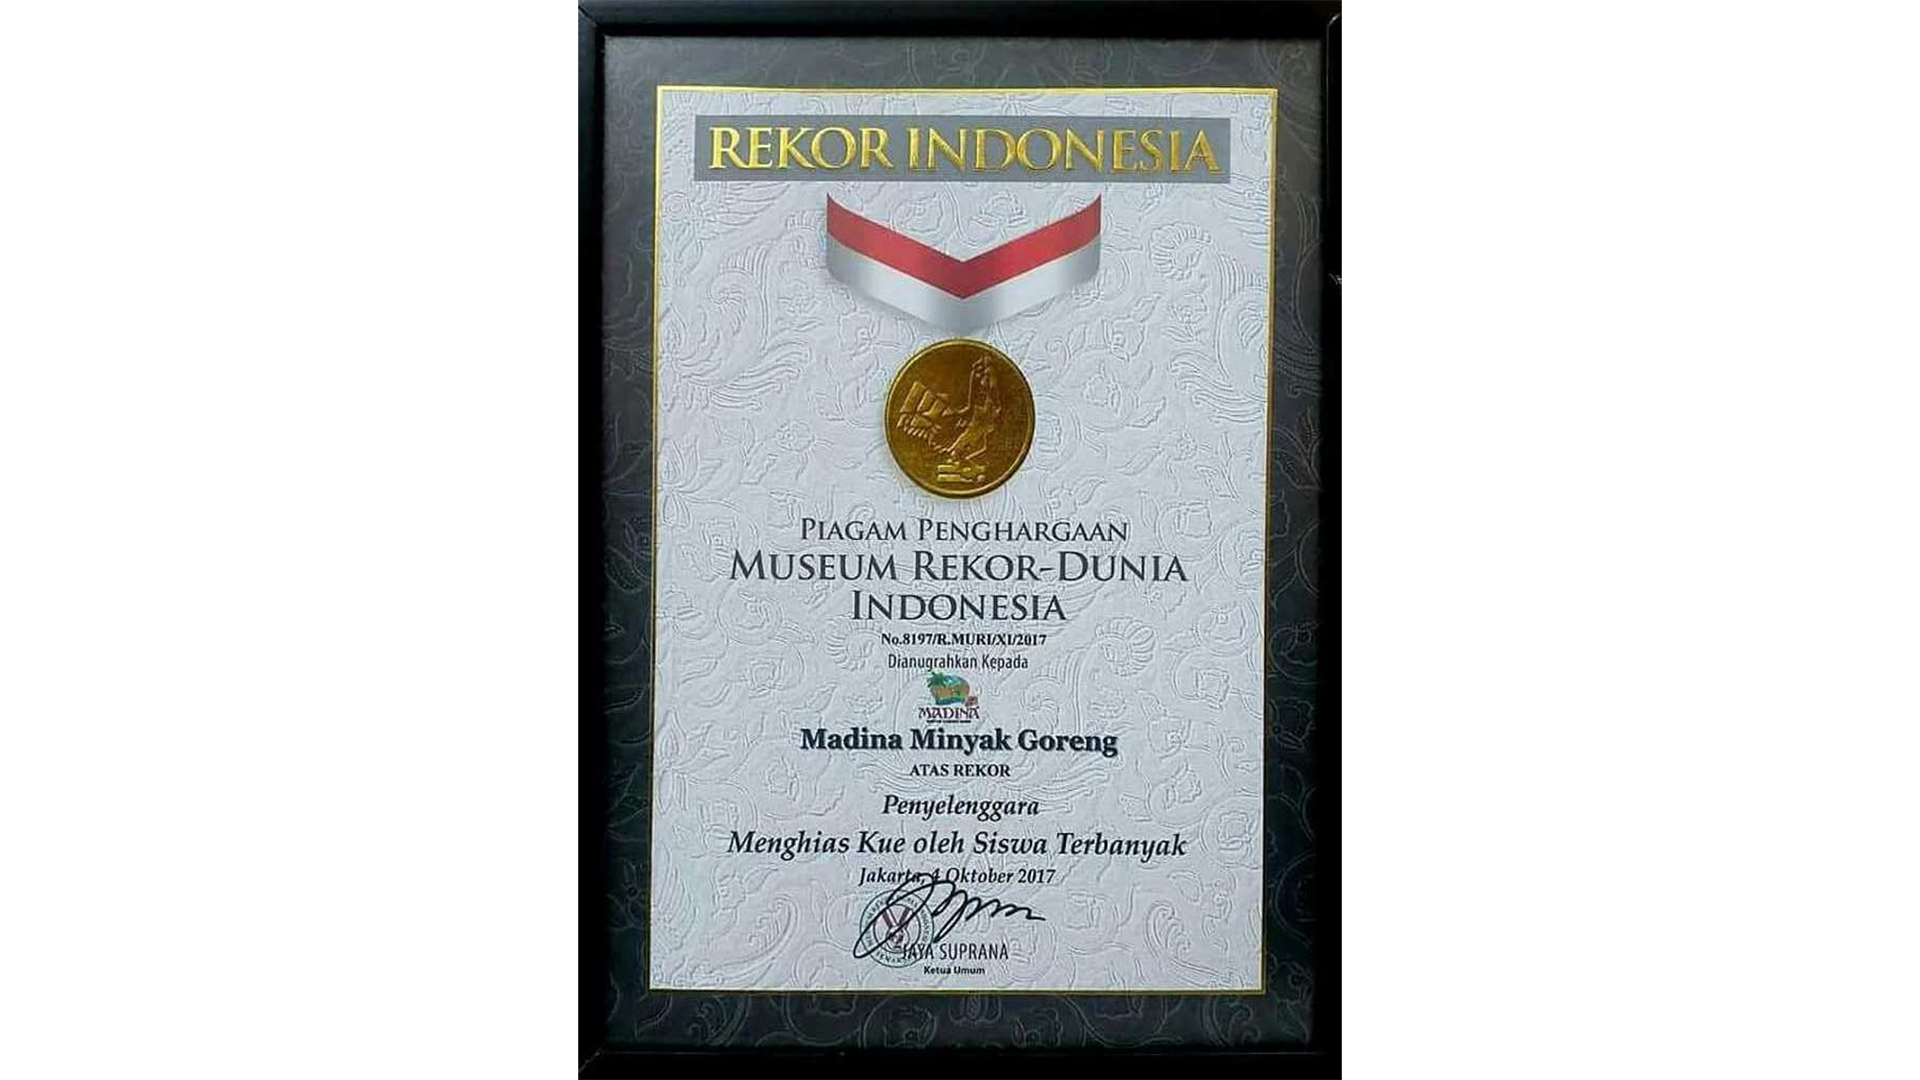 REKOR INDONESIA
PIAGAM PENGHARGAAN
MUSEUM REKOR-DUNIA
INDONESIA
No.8197/R.MURI/XI/2017
Dianugrahkan Kepada
MADINA
Madina Minyak Goreng
ATAS REKOR
Penyelenggara
Menghias Kue oleh Siswa Terbanyak
Jakarta, 4 Oktober 2017
JAYA SUPRANA
Ketua Umum